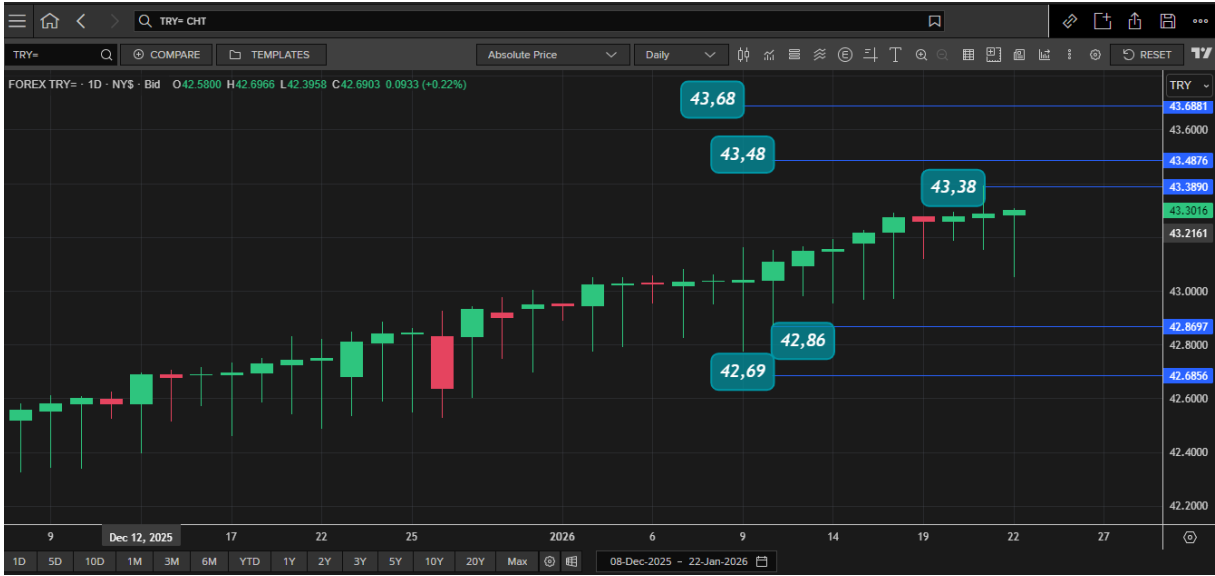 TRY= CHT
TRY=
COMPARE
TEMPLATES
Absolute Price
Daily
RESET
FOREX TRY= · 1D · NY$ · Bid O42.5800 H42.6966 L42.3958 C42.6903 0.0933 (+0.22%)
TRY
43,68
43.6881
43.6000
43,48
43.4876
43,38
43.3890
43.3016
43.2161
43.0000
42.8697
42,86
42.8000
42,69
42.6856
42.6000
42.4000
42.2000
9 Dec 12, 2025 17 22 25 2026 6 9 14 19 22 27
1D 5D 10D 1M 3M 6M YTD 1Y 2Y 3Y 5Y 10Y 20Y Max 08-Dec-2025 - 22-Jan-2026